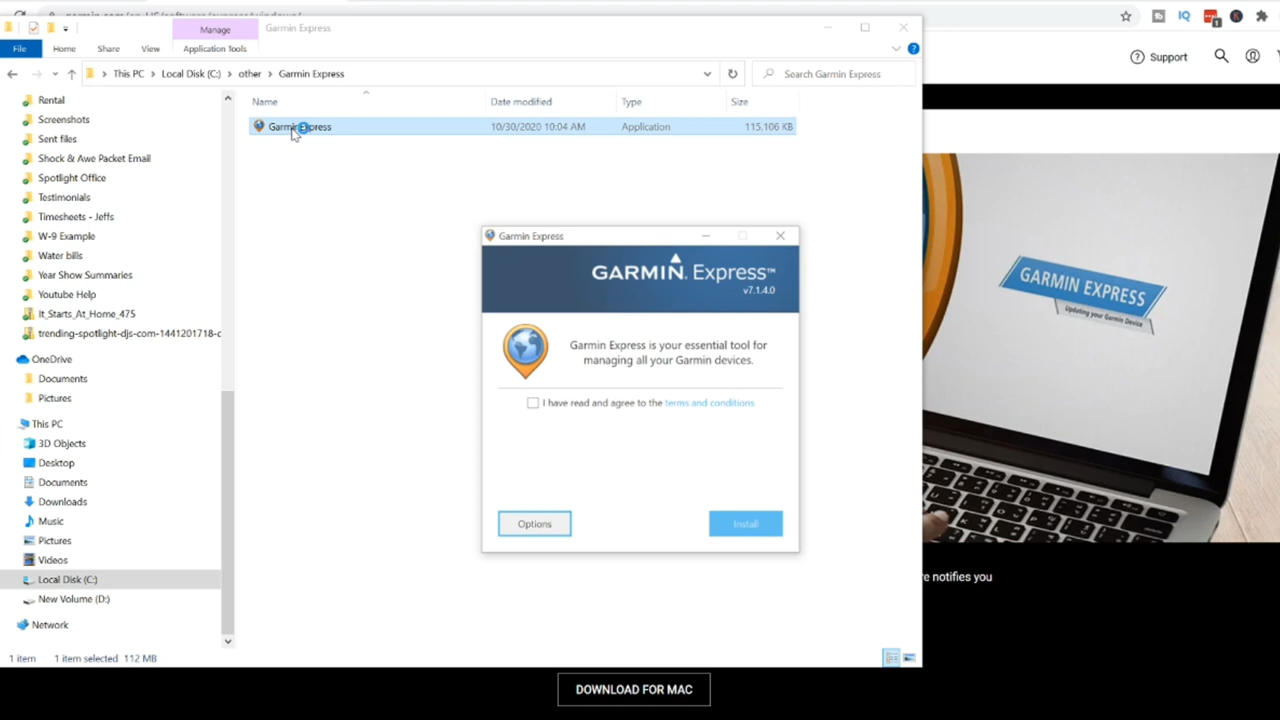 Manage
Garmin Express
File
Home
Share
View
Application Tools
This PC
Local Disk (C:)
other
Garmin Express
Search Garmin Express
IQ
1
Support
Name
Date modified
Type
Size
Garmin Express
10/30/2020 10:04 AM
Application
115,106 KB
Rental
Screenshots
Sent files
Shock & Awe Packet Email
Spotlight Office
Testimonials
Timesheets - Jeffs
W-9 Example
Water bills
Year Show Summaries
Youtube Help
It_Starts_At_Home_475
trending-spotlight-djs-com-1441201718-c
OneDrive
Documents
Pictures
This PC
3D Objects
Desktop
Documents
Downloads
Music
Pictures
Videos
Local Disk (C:)
New Volume (D:)
Network
1 item
1 item selected
112 MB
Garmin Express
GARMIN. Express™
v7.1.4.0
Garmin Express is your essential tool for
managing all your Garmin devices.
I have read and agree to the terms and conditions
Options
Install
GARMIN EXPRESS
Updating your Garmin Device
re notifies you
DOWNLOAD FOR MAC